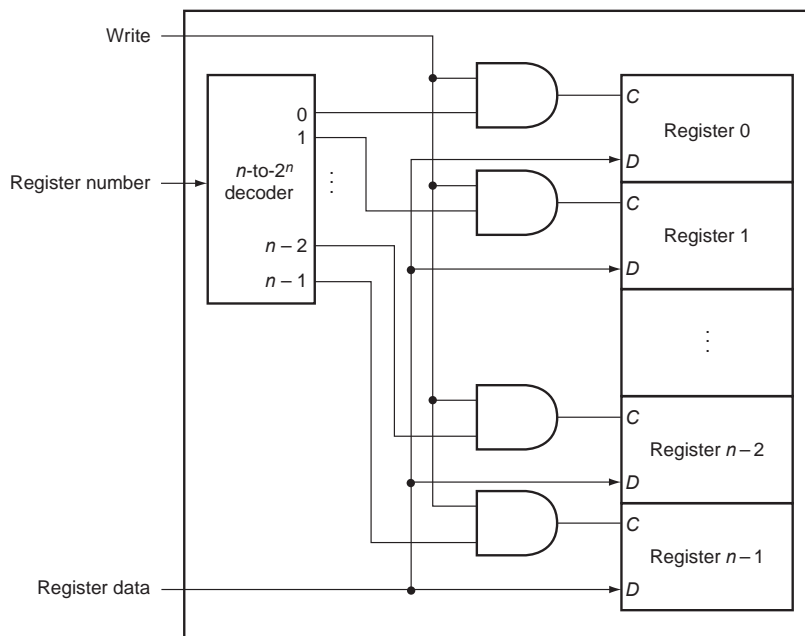 Write
0
1
n-to-2ⁿ
decoder
⋮
Register number
n – 2
n – 1
Register data
C
Register 0
D
C
Register 1
D
⋮
C
Register n – 2
D
C
Register n – 1
D